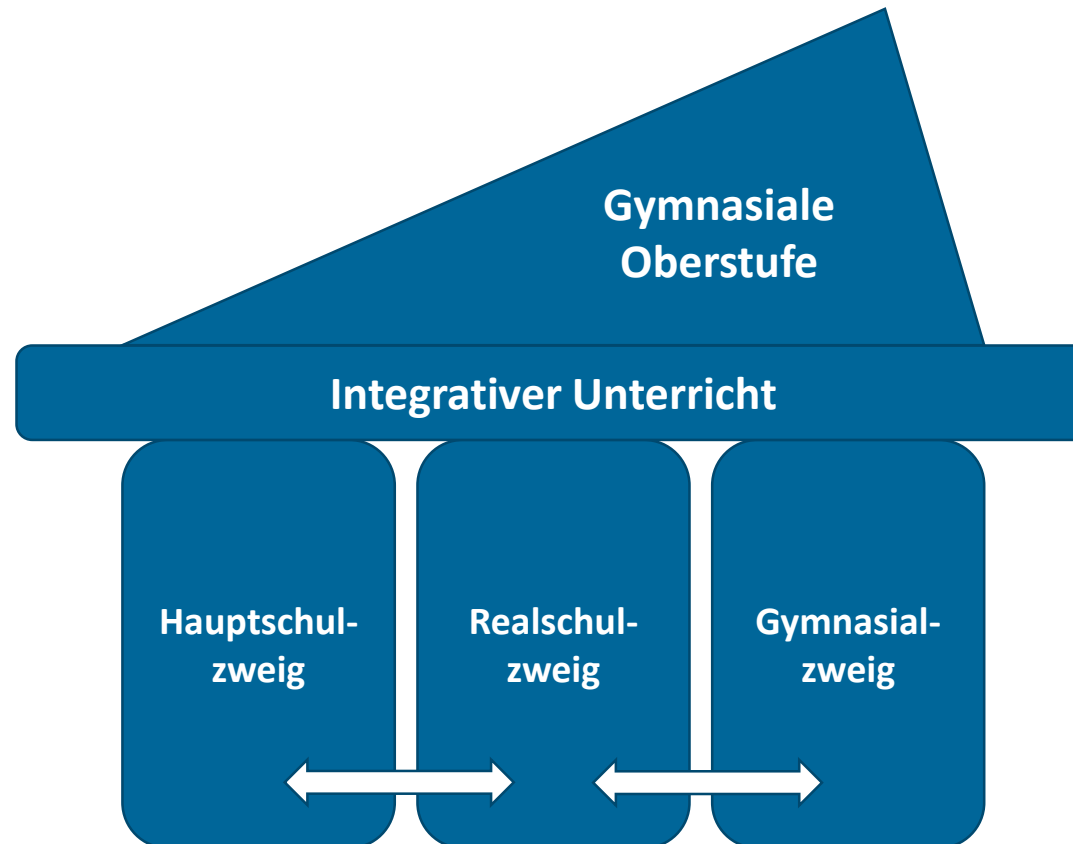 Gymnasiale
Oberstufe
Integrativer Unterricht
Hauptschul-
zweig
Realschul-
zweig
Gymnasial-
zweig